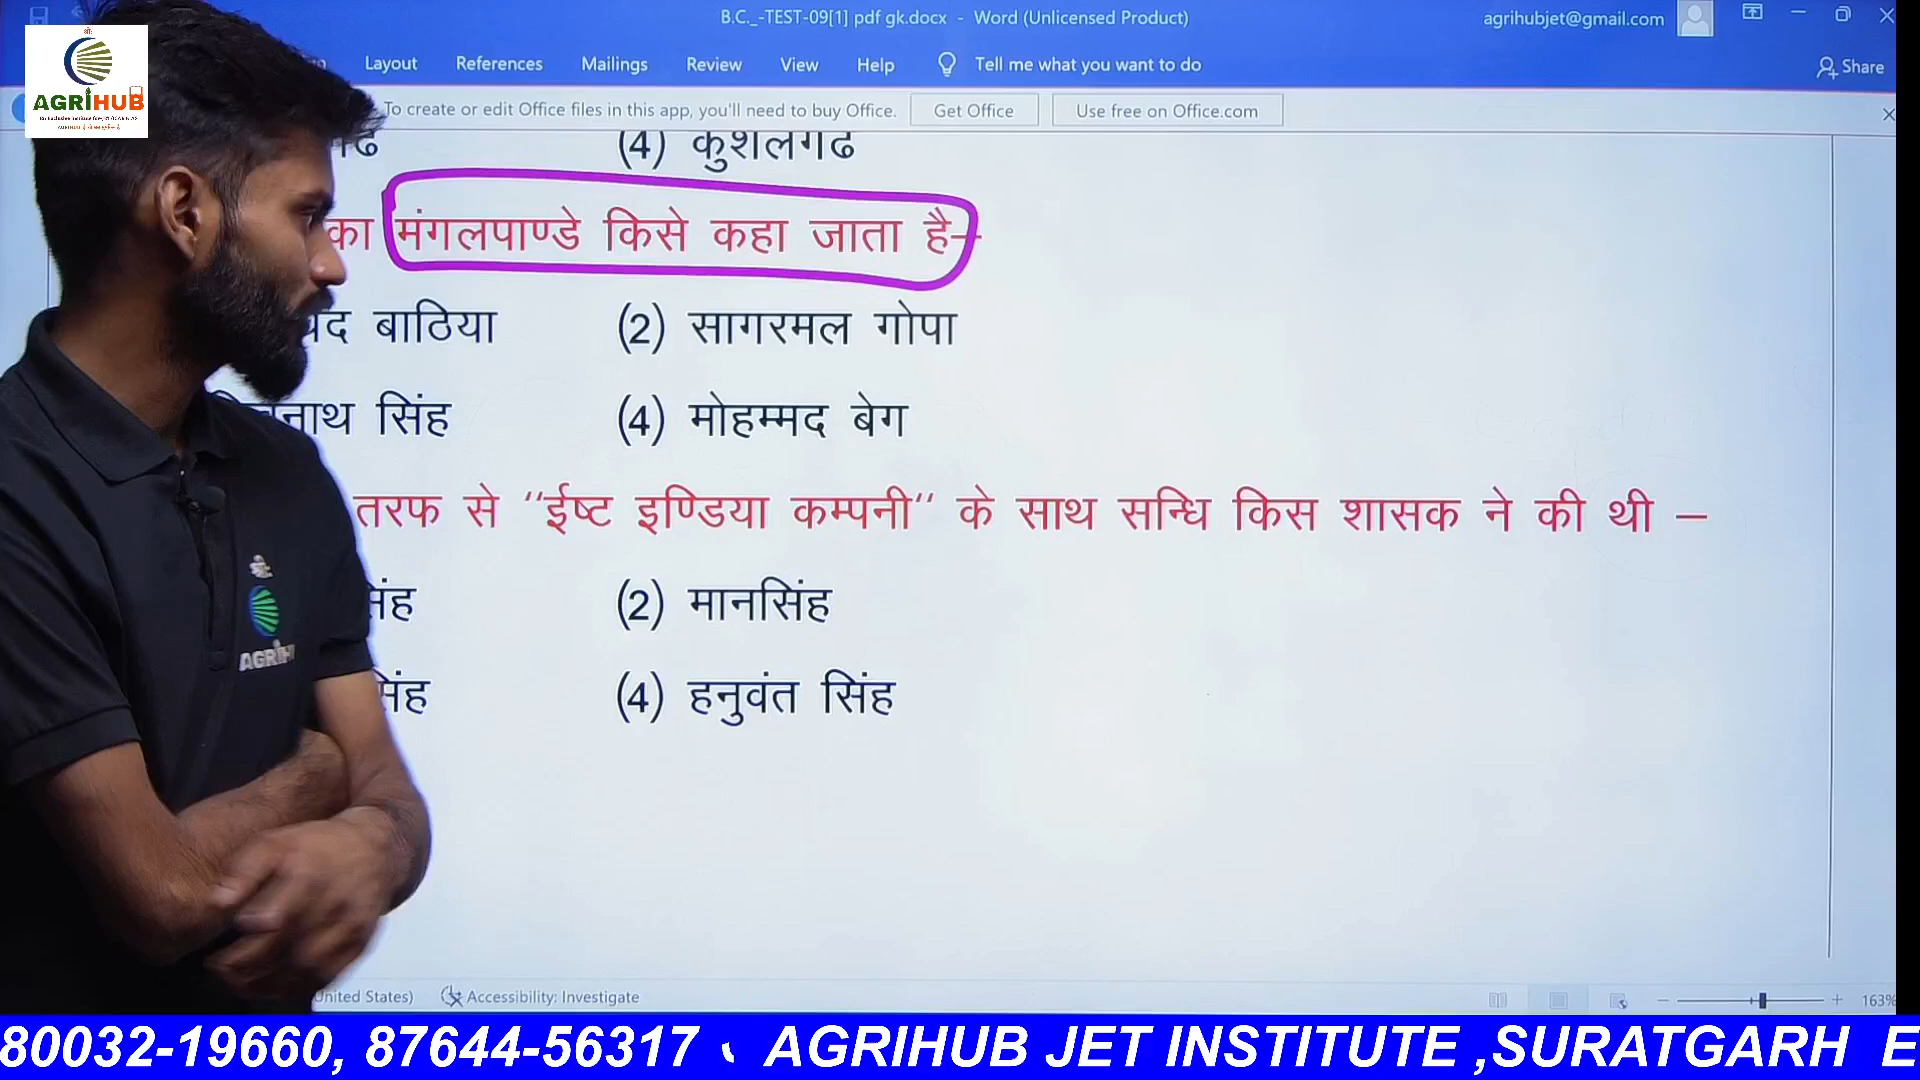 B.C._-TEST-09[1] pdf gk.docx - Word (Unlicensed Product)
agrihubjet@gmail.com
Layout References Mailings Review View Help Tell me what you want to do
Share
To create or edit Office files in this app, you'll need to buy Office. Get Office Use free on Office.com
AGRIHUB
(4) कुशलगढ
का मंगलपाण्डे किसे कहा जाता है–
बाठिया (2) सागरमल गोपा
सिंह (4) मोहम्मद बेग
तरफ से “ईष्ट इण्डिया कम्पनी“ के साथ सन्धि किस शासक ने की थी –
(2) मानसिंह
(4) हनुवंत सिंह
AGRIH
United States) Accessibility: Investigate
163%
80032-19660, 87644-56317 AGRIHUB JET INSTITUTE ,SURATGARH E